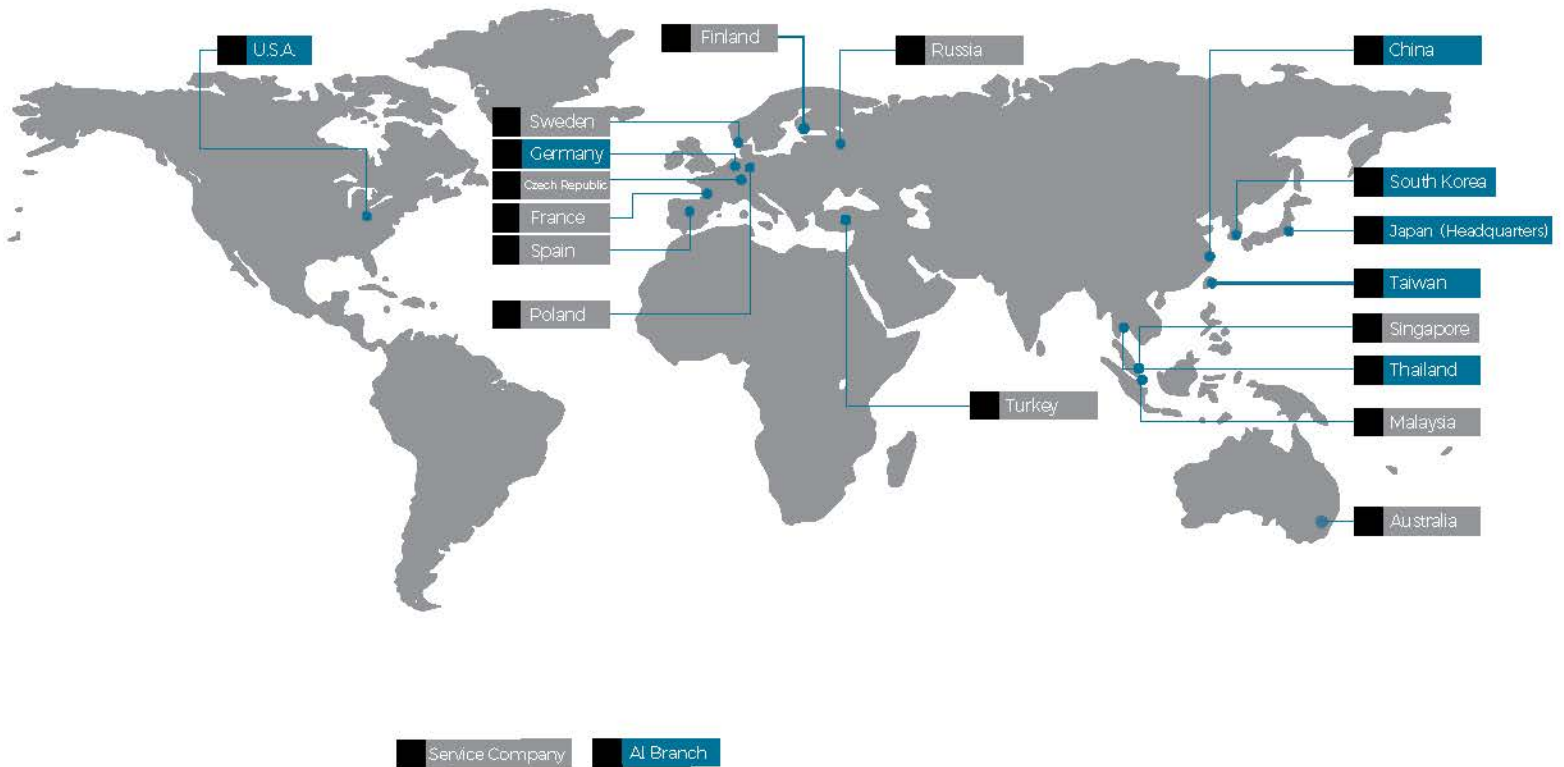 U.S.A.
Finland
Russia
China
Sweden
Germany
Czech Republic
France
Spain
Poland
South Korea
Japan (Headquarters)
Taiwan
Singapore
Thailand
Malaysia
Turkey
Australia
Service Company
AI Branch